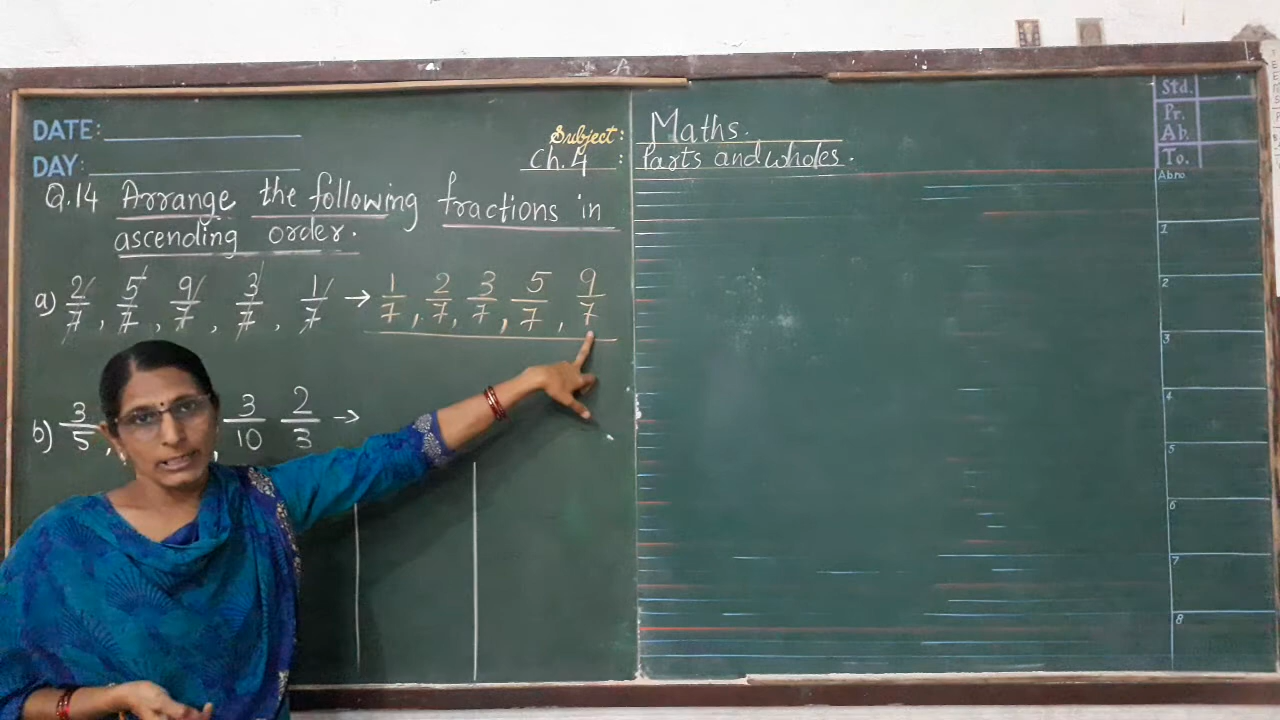 DATE:
DAY:
Subject: Maths.
Ch. 4 : Parts and wholes.
Q.14 Arrange the following fractions in
ascending order.
a) 2/7, 5/7, 9/7, 3/7, 1/7 → 1/7, 2/7, 3/7, 5/7, 9/7
b) 3/5, 3/10 2/3 →
Std.
Pr.
Ab.
To.
Abno.
1
2
3
4
5
6
7
8